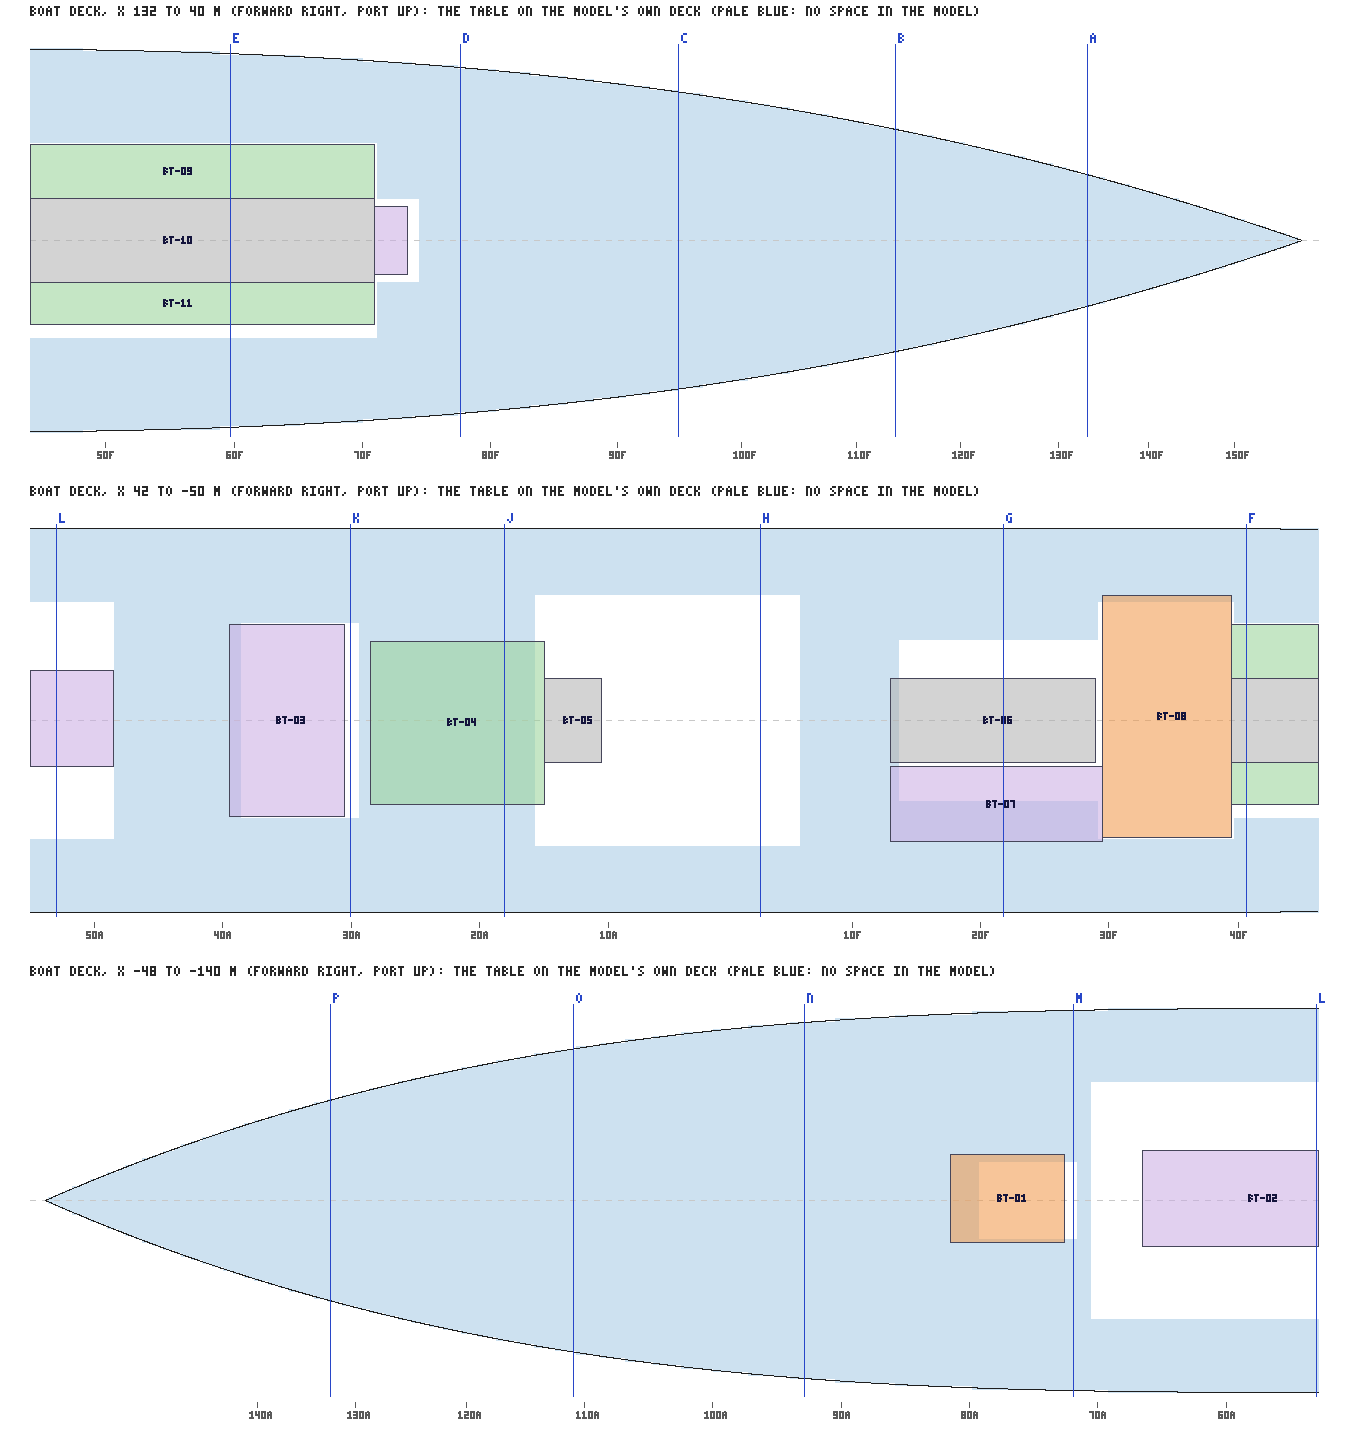 BOAT DECK, X 132 TO 40 M (FORWARD RIGHT, PORT UP): THE TABLE ON THE MODEL'S OWN DECK (PALE BLUE: NO SPACE IN THE MODEL)
E D C B A
BT-09
BT-10
BT-11
50F 60F 70F 80F 90F 100F 110F 120F 130F 140F 150F
BOAT DECK, X 42 TO -50 M (FORWARD RIGHT, PORT UP): THE TABLE ON THE MODEL'S OWN DECK (PALE BLUE: NO SPACE IN THE MODEL)
L K J H G F
BT-03 BT-04 BT-05 BT-06 BT-08
BT-07
50A 40A 30A 20A 10A 10F 20F 30F 40F
BOAT DECK, X -48 TO -140 M (FORWARD RIGHT, PORT UP): THE TABLE ON THE MODEL'S OWN DECK (PALE BLUE: NO SPACE IN THE MODEL)
P O N M L
BT-01 BT-02
140A 130A 120A 110A 100A 90A 80A 70A 60A